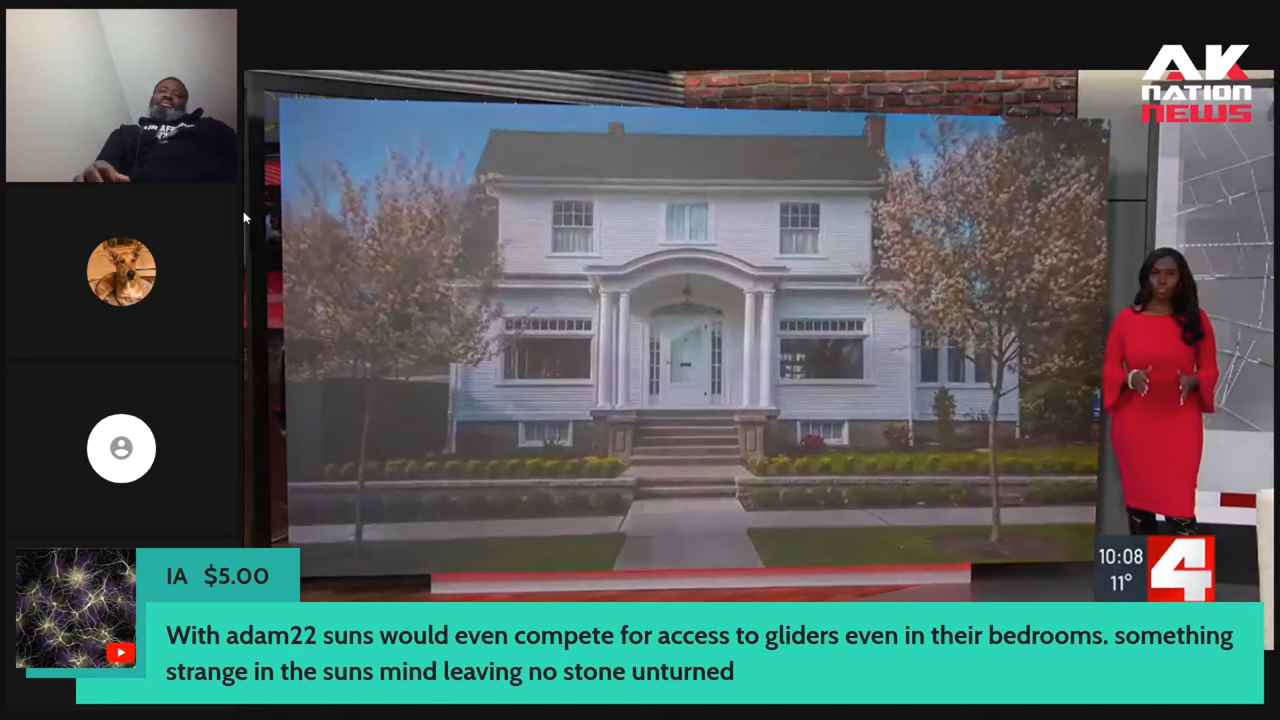 AK
NATION
NEWS
10:08
11°
4
IA $5.00
With adam22 suns would even compete for access to gliders even in their bedrooms. something
strange in the suns mind leaving no stone unturned